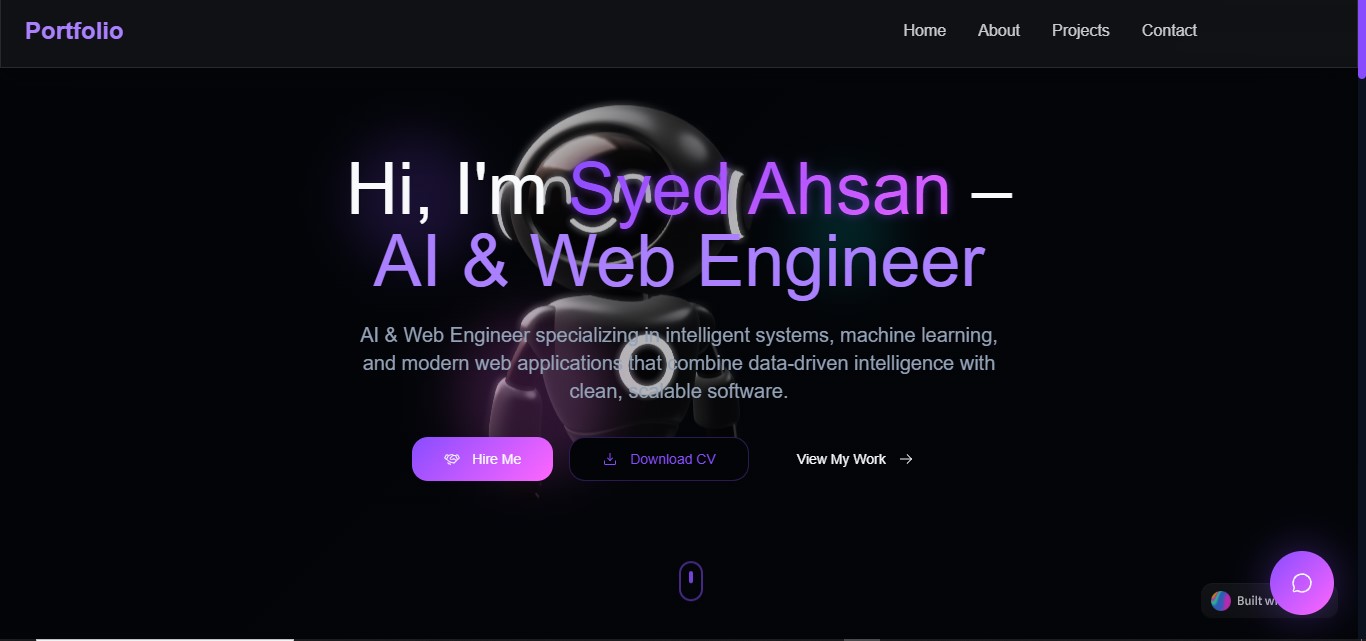 Portfolio
Home About Projects Contact
Hi, I'm Syed Ahsan –
AI & Web Engineer
AI & Web Engineer specializing in intelligent systems, machine learning,
and modern web applications that combine data-driven intelligence with
clean, scalable software.
Hire Me Download CV View My Work
Built